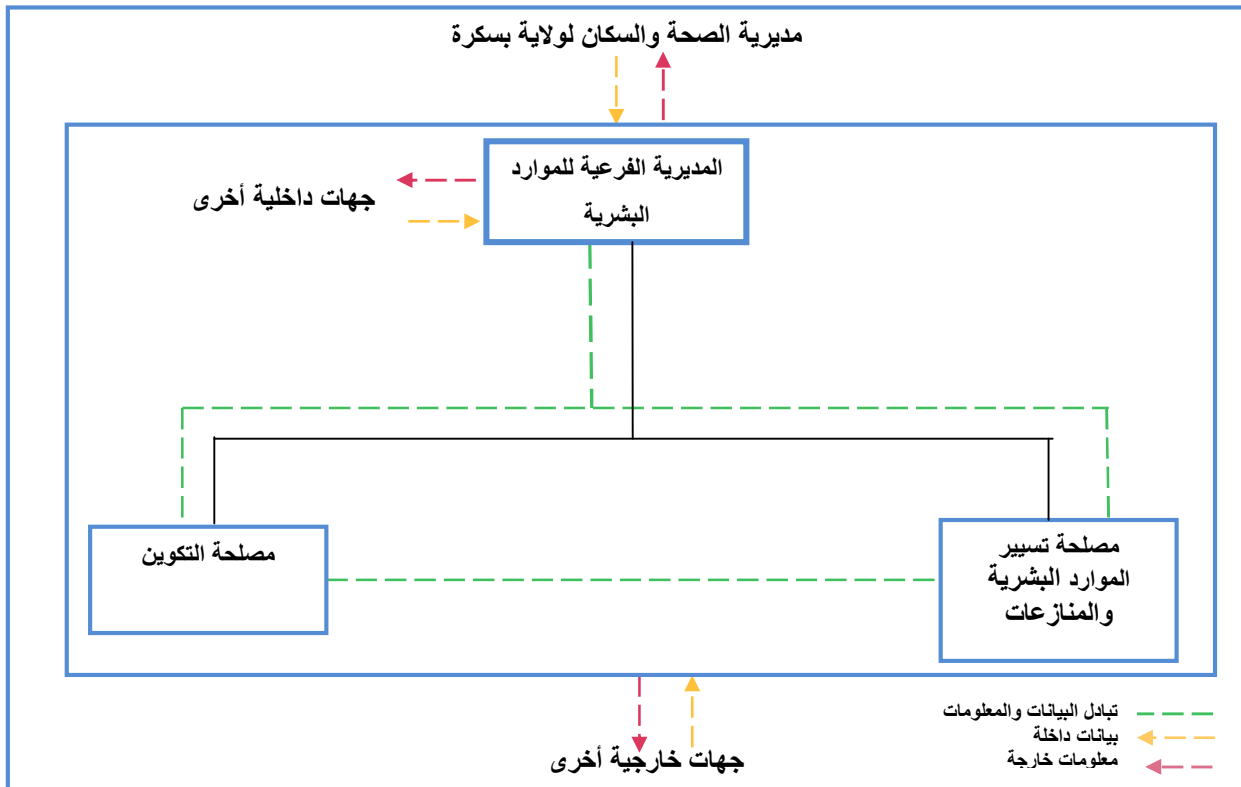 مديرية الصحة والسكان لولاية بسكرة
المديرية الفرعية للموارد
البشرية
جهات داخلية أخرى
مصلحة تسيير
الموارد البشرية
والمنازعات
مصلحة التكوين
تبادل البيانات والمعلومات
بيانات داخلة
معلومات خارجة
جهات خارجية أخرى